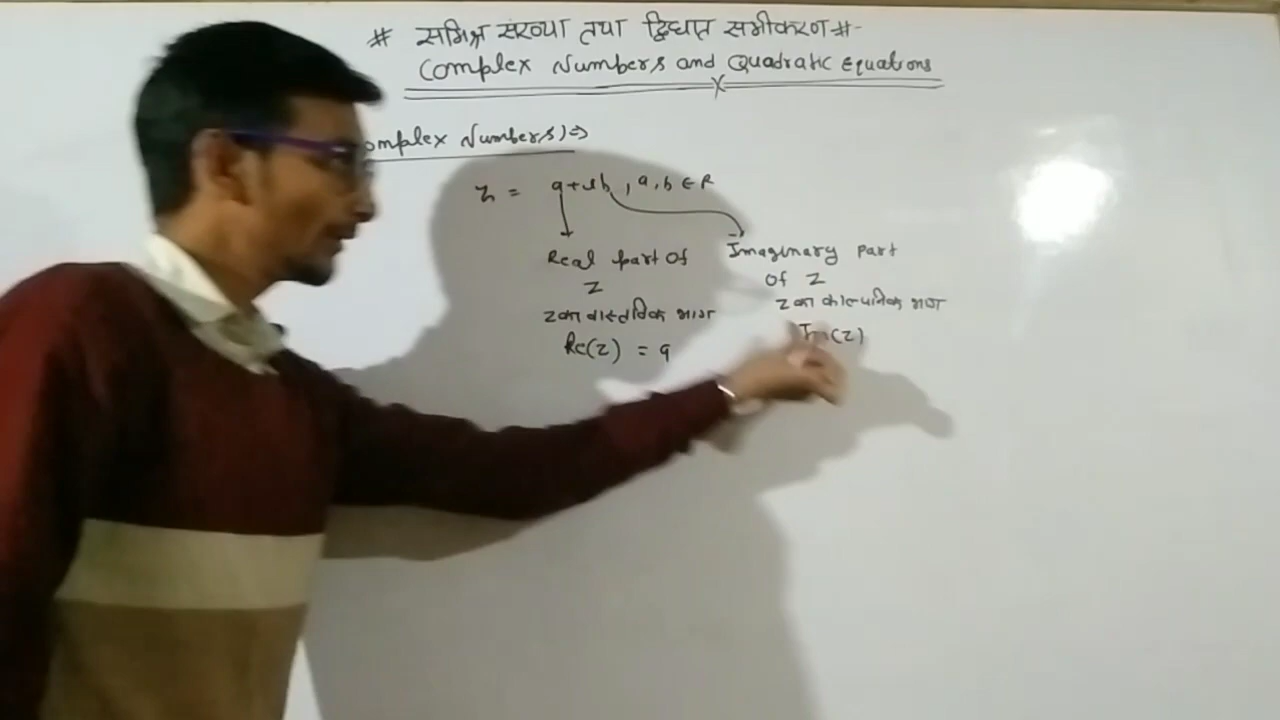 # समिश्र संख्या तथा द्विघात समीकरण #-
Complex Numbers and Quadratic Equations
omplex Numbers) ⇒
z = a+ib , a,b ∈ R
Real part of
z
z का वास्तविक भाग
Re(z) = a
Imaginary part
of z
z का काल्पनिक भाग
Im(z)